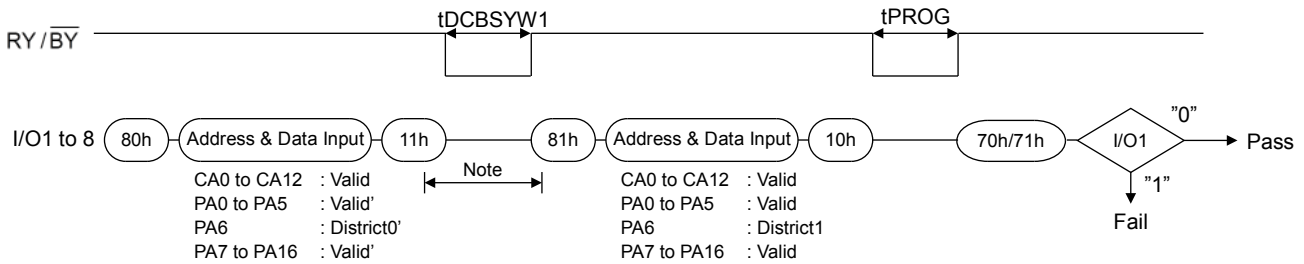 tDCBSYW1
tPROG
RY / BY
I/O1 to 8
80h
Address & Data Input
11h
81h
Address & Data Input
10h
70h/71h
I/O1
”0”
Pass
Note
”1”
Fail
CA0 to CA12 : Valid
PA0 to PA5 : Valid’
PA6 : District0’
PA7 to PA16 : Valid’
CA0 to CA12 : Valid
PA0 to PA5 : Valid
PA6 : District1
PA7 to PA16 : Valid